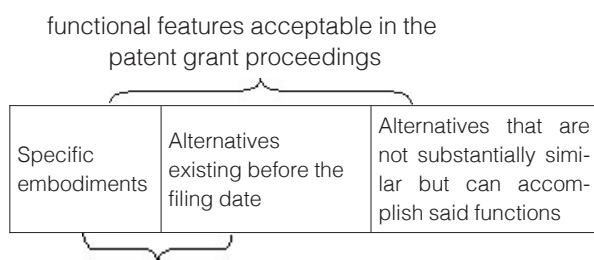 functional features acceptable in the
patent grant proceedings
Specific
embodiments
Alternatives
existing before the
filing date
Alternatives that are
not substantially simi-
lar but can accom-
plish said functions